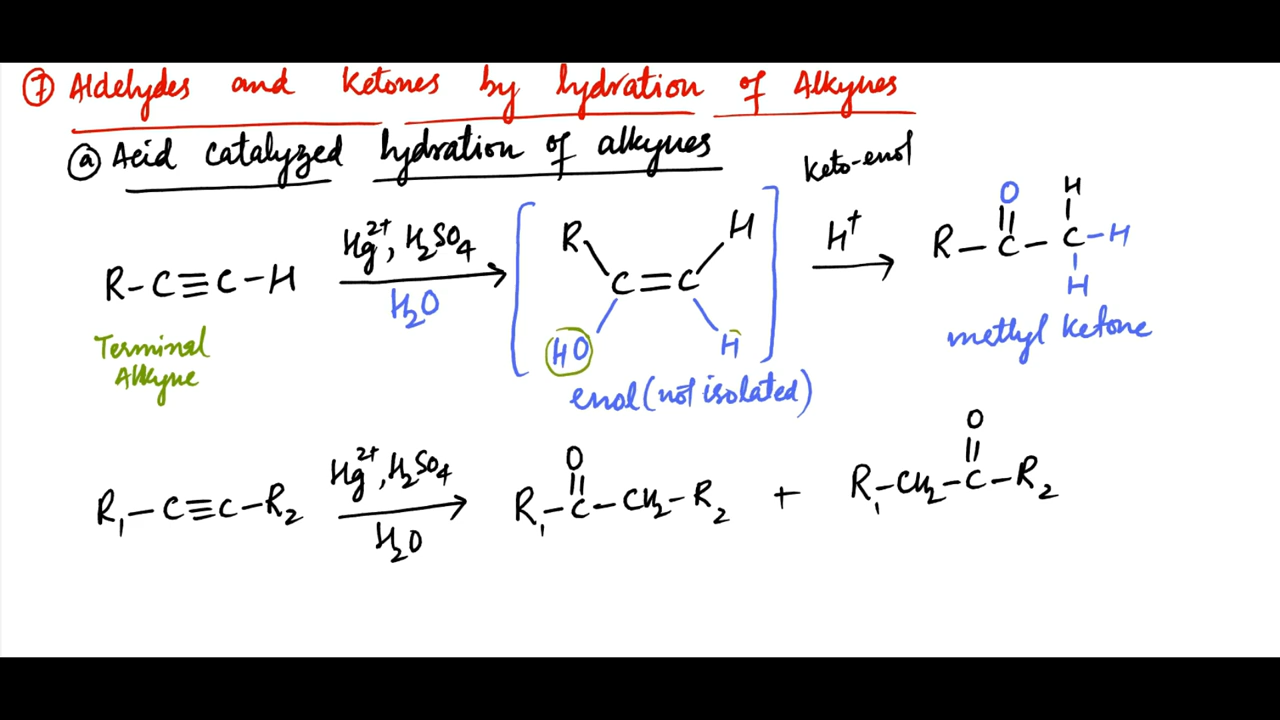 ⑦ Aldehydes and Ketones by hydration of Alkynes
ⓐ Acid catalyzed hydration of alkynes
R-C≡C-H
Terminal Alkyne
Hg²⁺, H₂SO₄
H₂O
R H
C=C
HO H
enol (not isolated)
keto-enol
H⁺
O H
R-C-C-H
H
methyl ketone
R₁-C≡C-R₂
Hg²⁺, H₂SO₄
H₂O
O
R₁-C-CH₂-R₂
+
O
R₁-CH₂-C-R₂